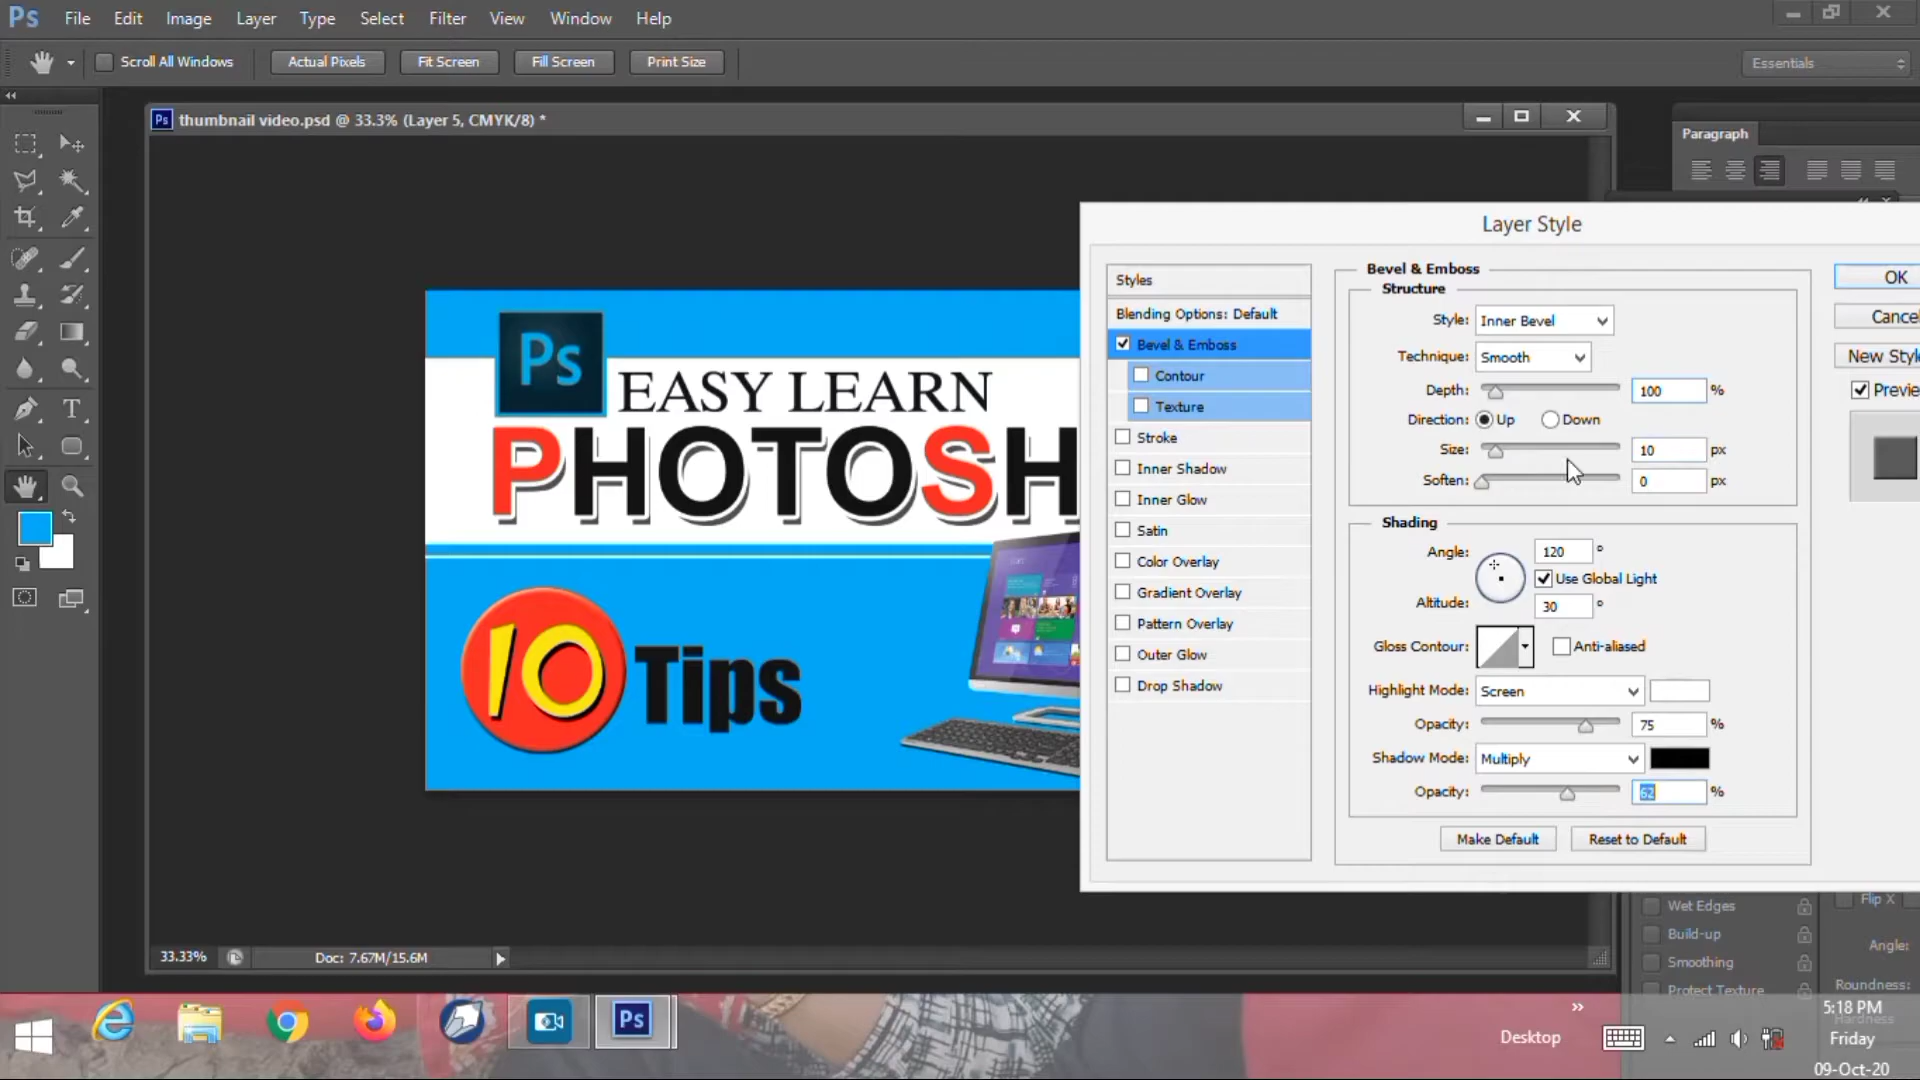 Ps File Edit Image Layer Type Select Filter View Window Help
Scroll All Windows Actual Pixels Fit Screen Fill Screen Print Size Essentials
Ps thumbnail video.psd @ 33.3% (Layer 5, CMYK/8) *
Paragraph
Ps
EASY LEARN
PHOTOSH
10 Tips
Layer Style
Styles
Blending Options: Default
Bevel & Emboss
Contour
Texture
Stroke
Inner Shadow
Inner Glow
Satin
Color Overlay
Gradient Overlay
Pattern Overlay
Outer Glow
Drop Shadow
Bevel & Emboss
Structure
Style: Inner Bevel
Technique: Smooth
Depth: 100 %
Direction: Up Down
Size: 10 px
Soften: 0 px
Shading
Angle: 120 °
Use Global Light
Altitude: 30 °
Gloss Contour: Anti-aliased
Highlight Mode: Screen
Opacity: 75 %
Shadow Mode: Multiply
Opacity: 62 %
Make Default Reset to Default
OK
Cancel
New Style
Preview
Wet Edges
Build-up
Smoothing
Protect Texture
Flip X
Angle:
Roundness:
Hardness
33.33% Doc: 7.67M/15.6M
Ps
» Desktop
5:18 PM
Friday
09-Oct-20